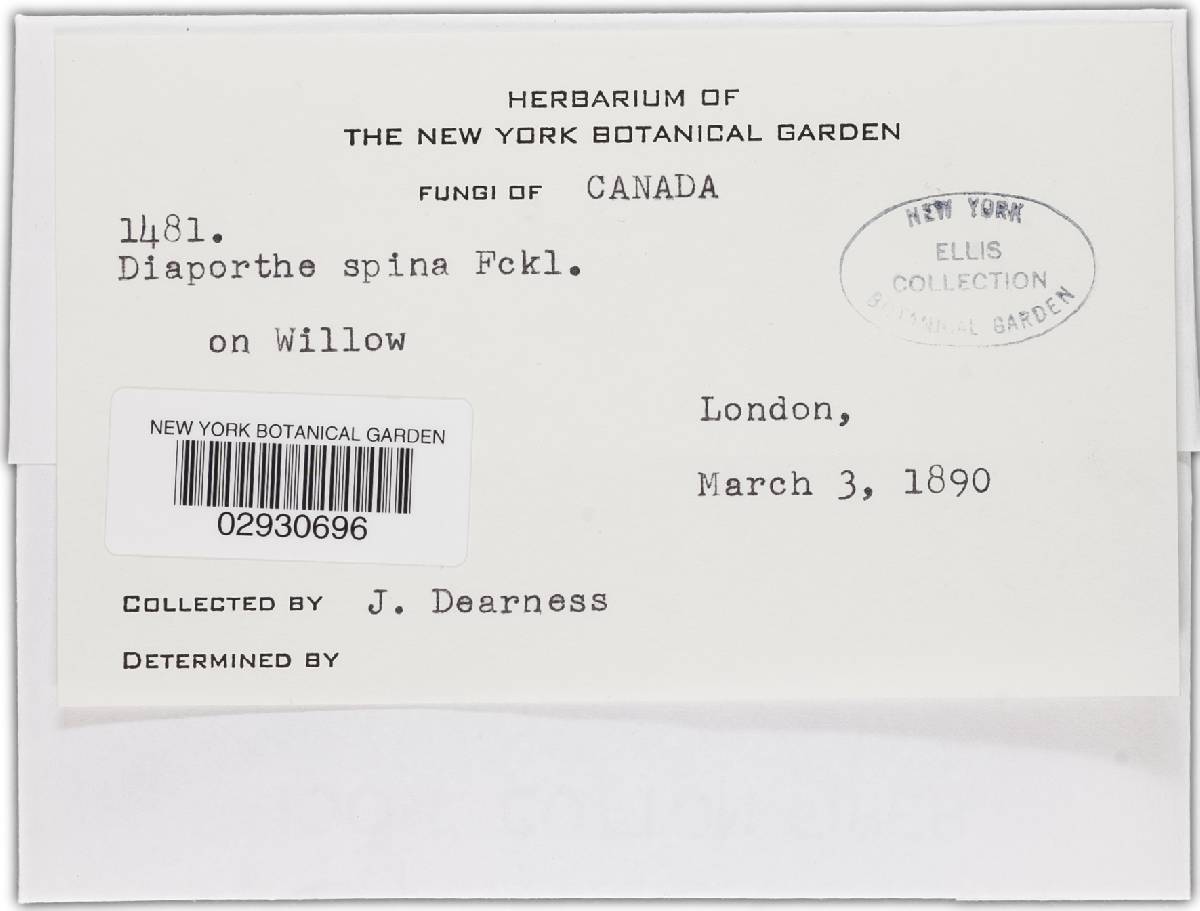 HERBARIUM OF
THE NEW YORK BOTANICAL GARDEN
FUNGI OF CANADA
1481.
Diaporthe spina Fckl.
on Willow
NEW YORK
ELLIS
COLLECTION
BOTANICAL GARDEN
London,
March 3, 1890
NEW YORK BOTANICAL GARDEN
02930696
COLLECTED BY J. Dearness
DETERMINED BY